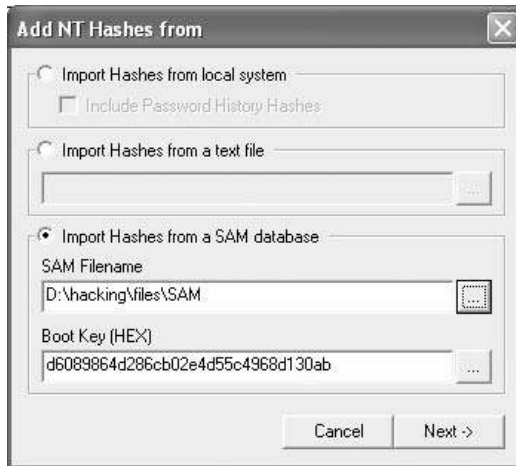 Add NT Hashes from
Import Hashes from local system
Include Password History Hashes
Import Hashes from a text file
...
Import Hashes from a SAM database
SAM Filename
D:\hacking\files\SAM
...
Boot Key (HEX)
d6089864d286cb02e4d55c4968d130ab
...
Cancel
Next ->